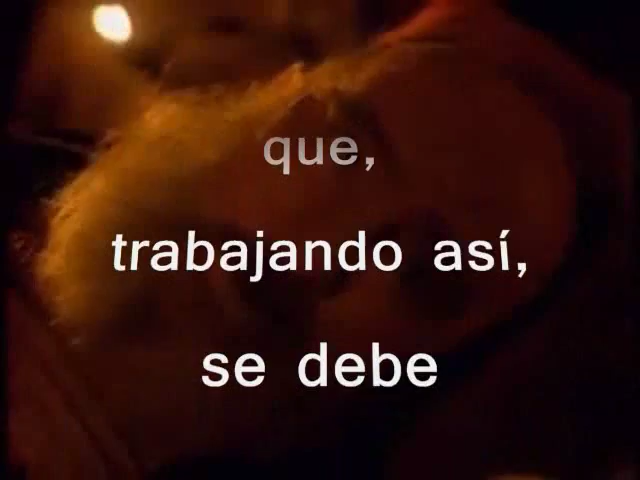 que,
trabajando así,
se debe